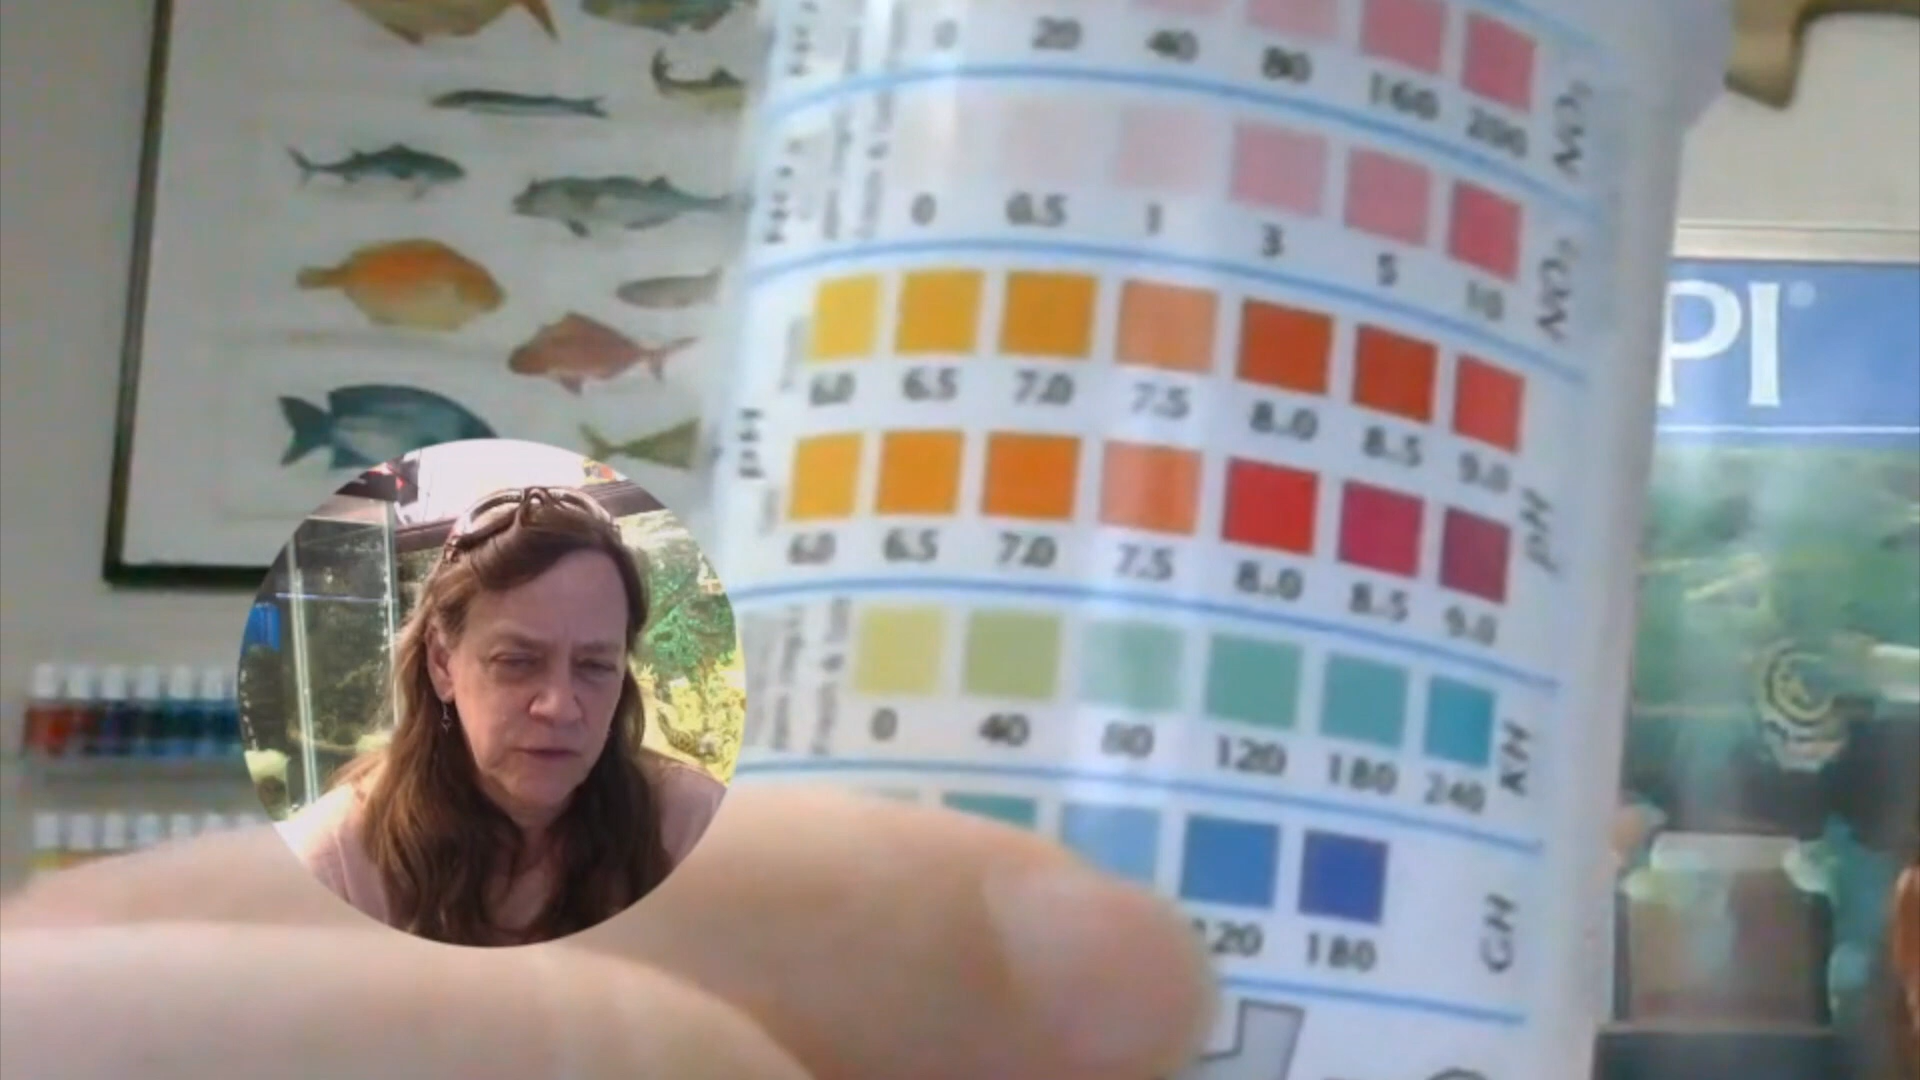 0 20 40 80 160 200 NO3
0 0.5 1 3 5 10 NO2
6.0 6.5 7.0 7.5 8.0 8.5 9.0
pH
6.0 6.5 7.0 7.5 8.0 8.5 9.0 pH
0 40 80 120 180 240 KH
120 180 GH
PI®